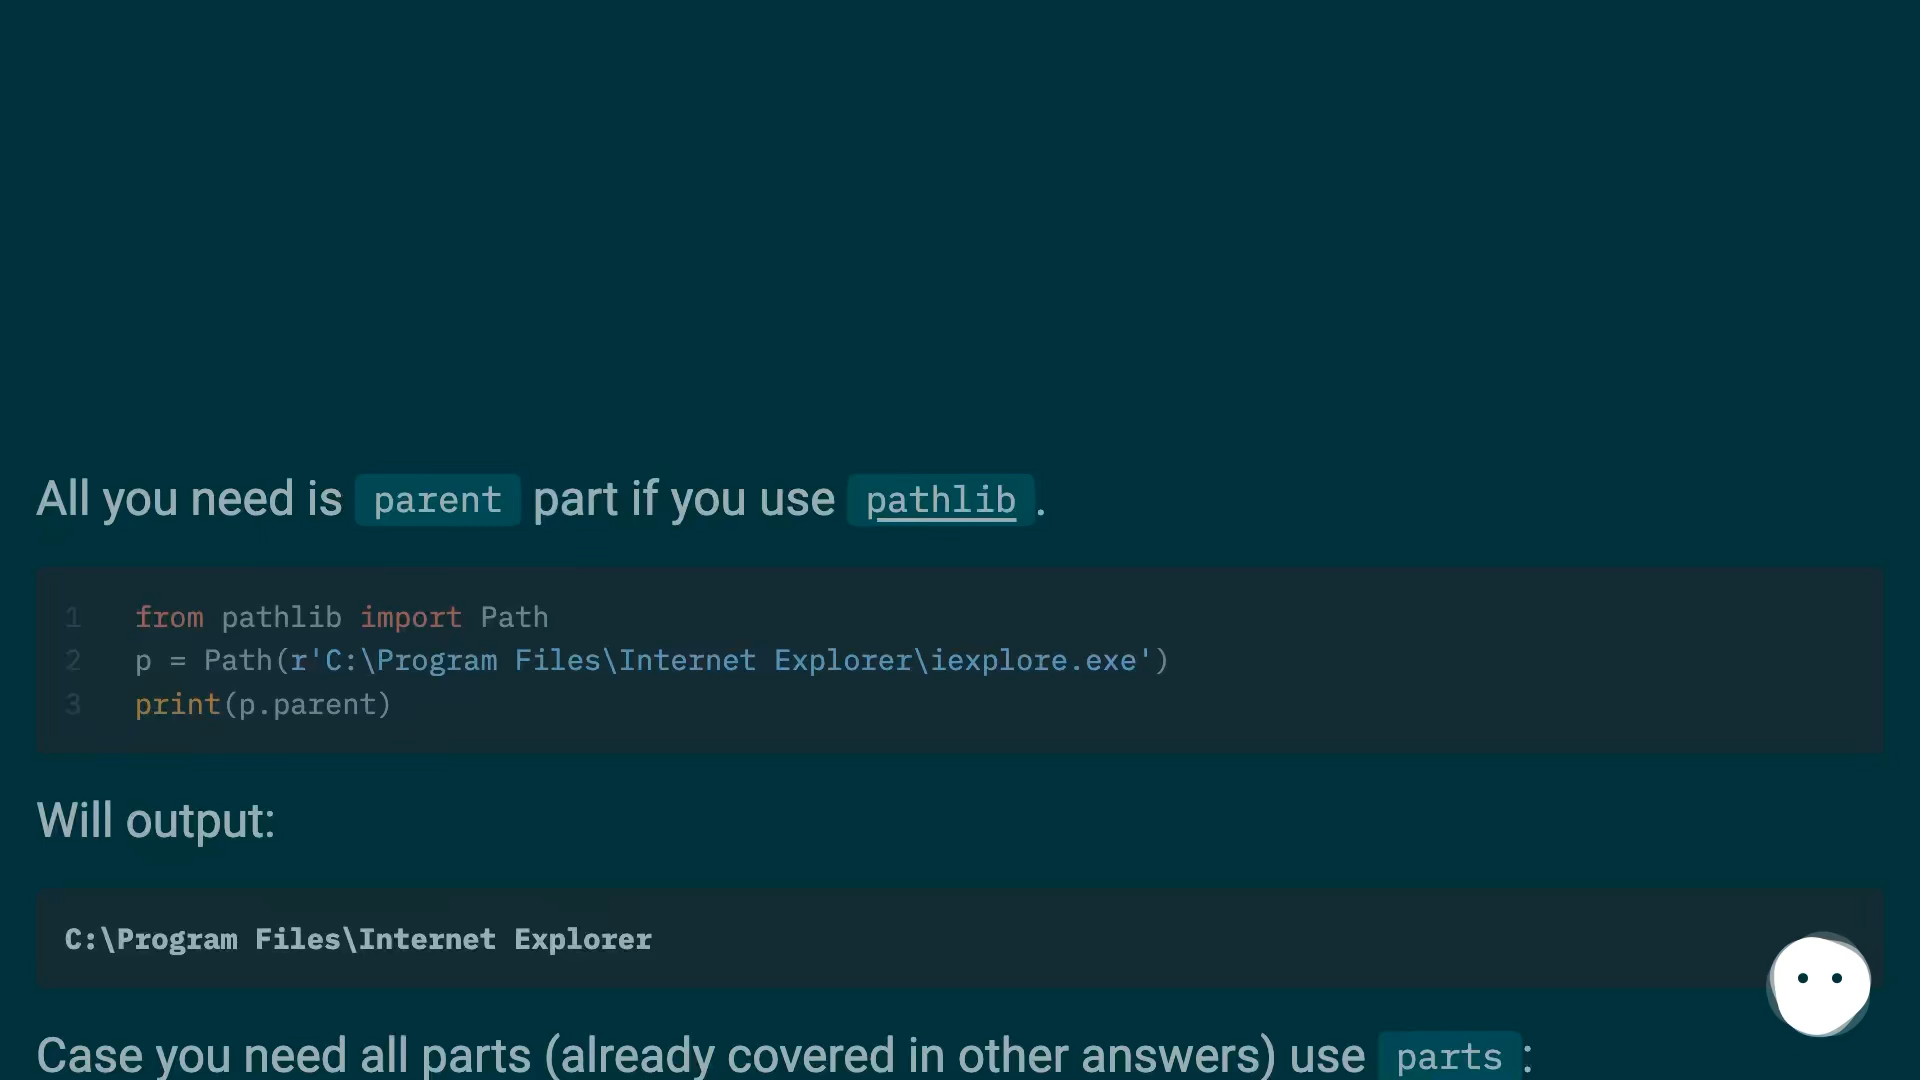 All you need is parent part if you use pathlib.
1 from pathlib import Path
2 p = Path(r'C:\Program Files\Internet Explorer\iexplore.exe')
3 print(p.parent)
Will output:
C:\Program Files\Internet Explorer
Case you need all parts (already covered in other answers) use parts: